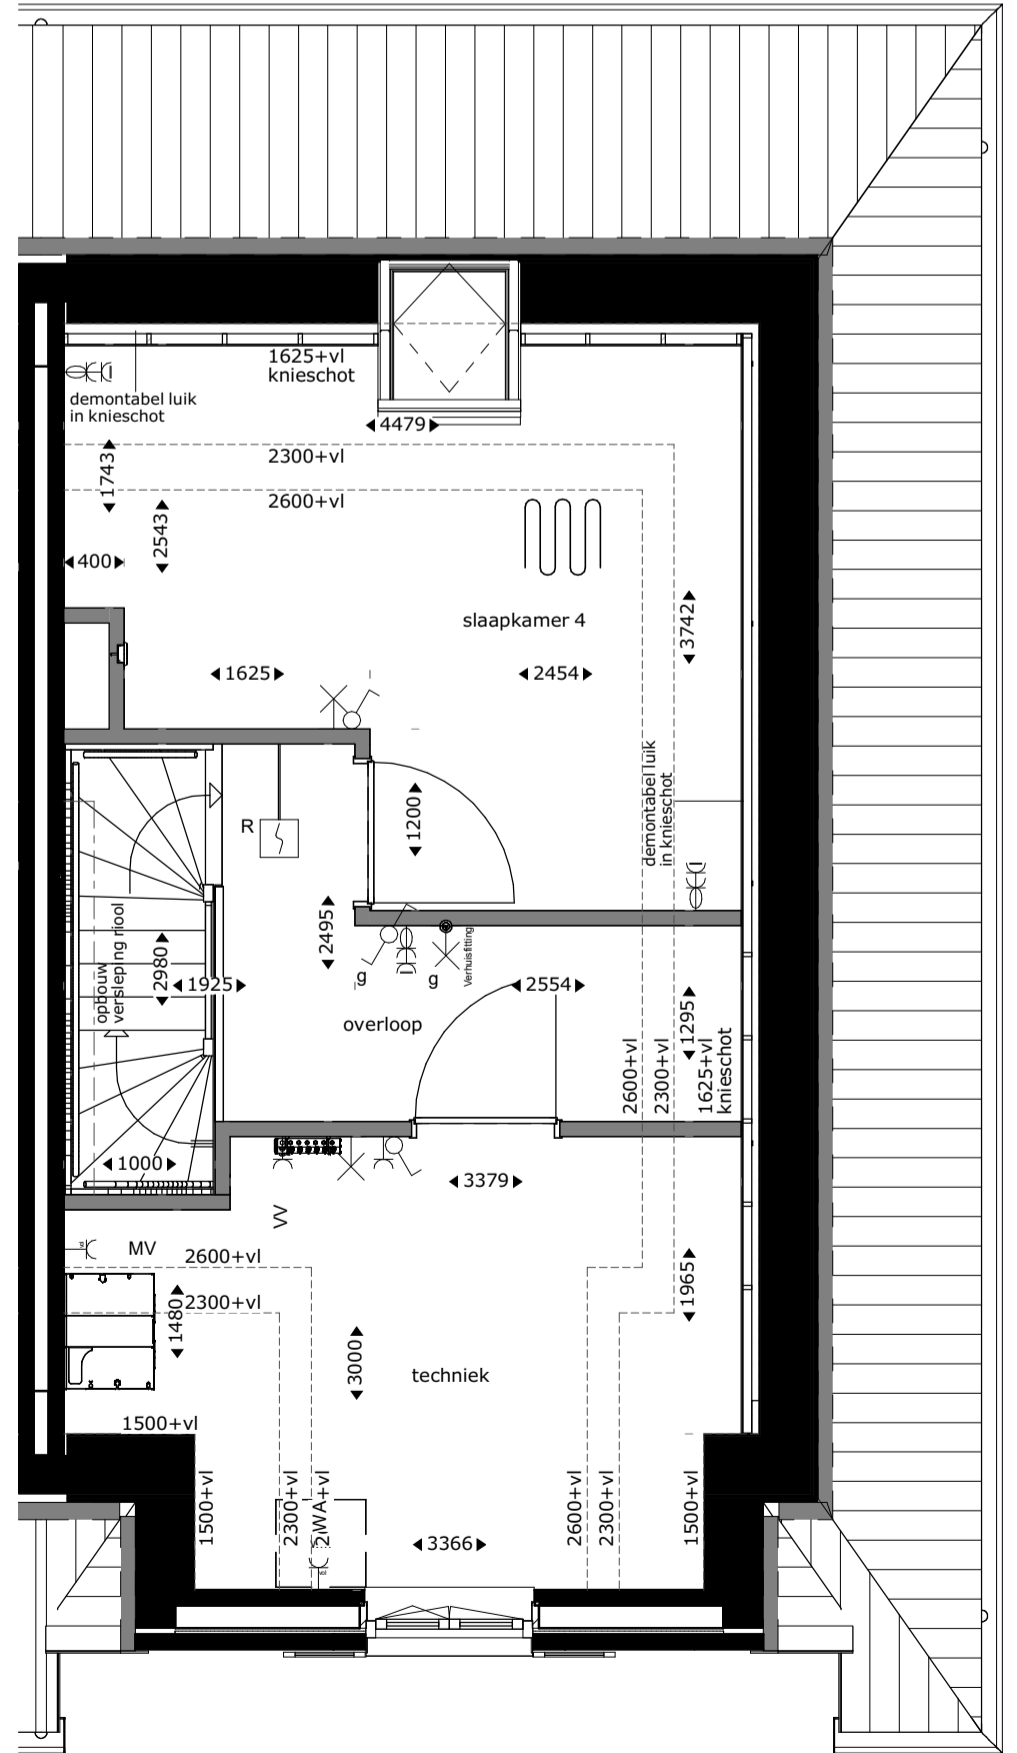 1625+vl
knieschot
demontabel luik
in knieschot
4479
2300+vl
1743
2600+vl
2543
400
slaapkamer 4
3742
1625
2454
demontabel luik
in knieschot
R
1200
2495
opbouw
versleping riool
2980
1925
g
g
Verhuisfitting
2554
overloop
1295
2600+vl
2300+vl
1625+vl
knieschot
1000
3379
VV
MV
2600+vl
2300+vl
1480
1965
3000
techniek
1500+vl
1500+vl
2300+vl
WA+vl
2600+vl
2300+vl
1500+vl
3366